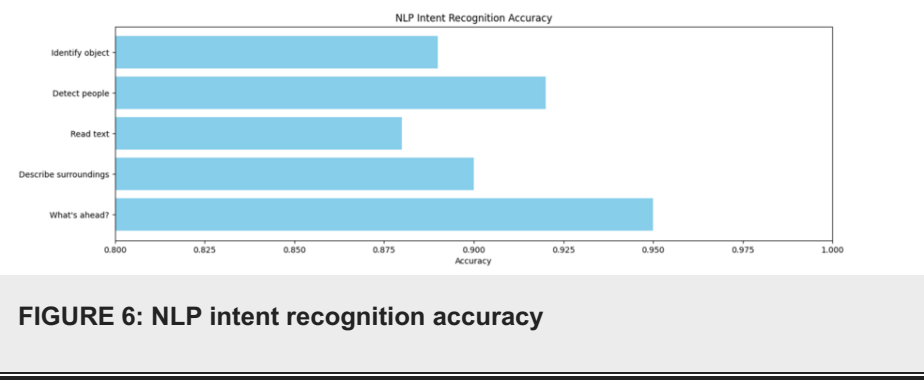 NLP Intent Recognition Accuracy
Identify object
Detect people
Read text
Describe surroundings
What's ahead?
0.800 0.825 0.850 0.875 0.900 0.925 0.950 0.975 1.000
Accuracy
FIGURE 6: NLP intent recognition accuracy